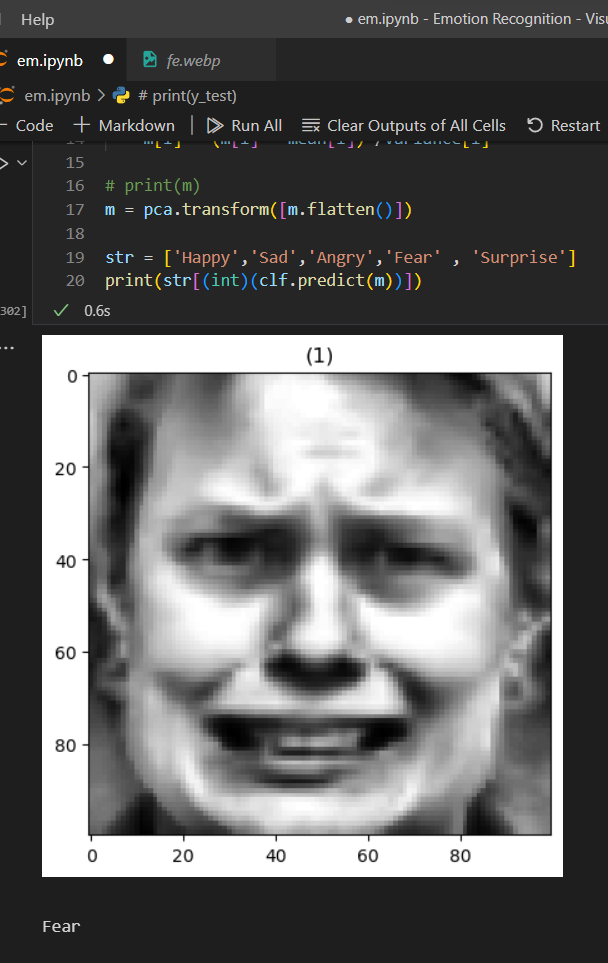 Help
em.ipynb - Emotion Recognition - Visu
em.ipynb
fe.webp
em.ipynb > # print(y_test)
Code + Markdown | Run All Clear Outputs of All Cells Restart
14
15
16 # print(m)
17 m = pca.transform([m.flatten()])
18
19 str = ['Happy','Sad','Angry','Fear' , 'Surprise']
20 print(str[(int)(clf.predict(m))])
302] 0.6s
...
(1)
0
20
40
60
80
0 20 40 60 80
Fear